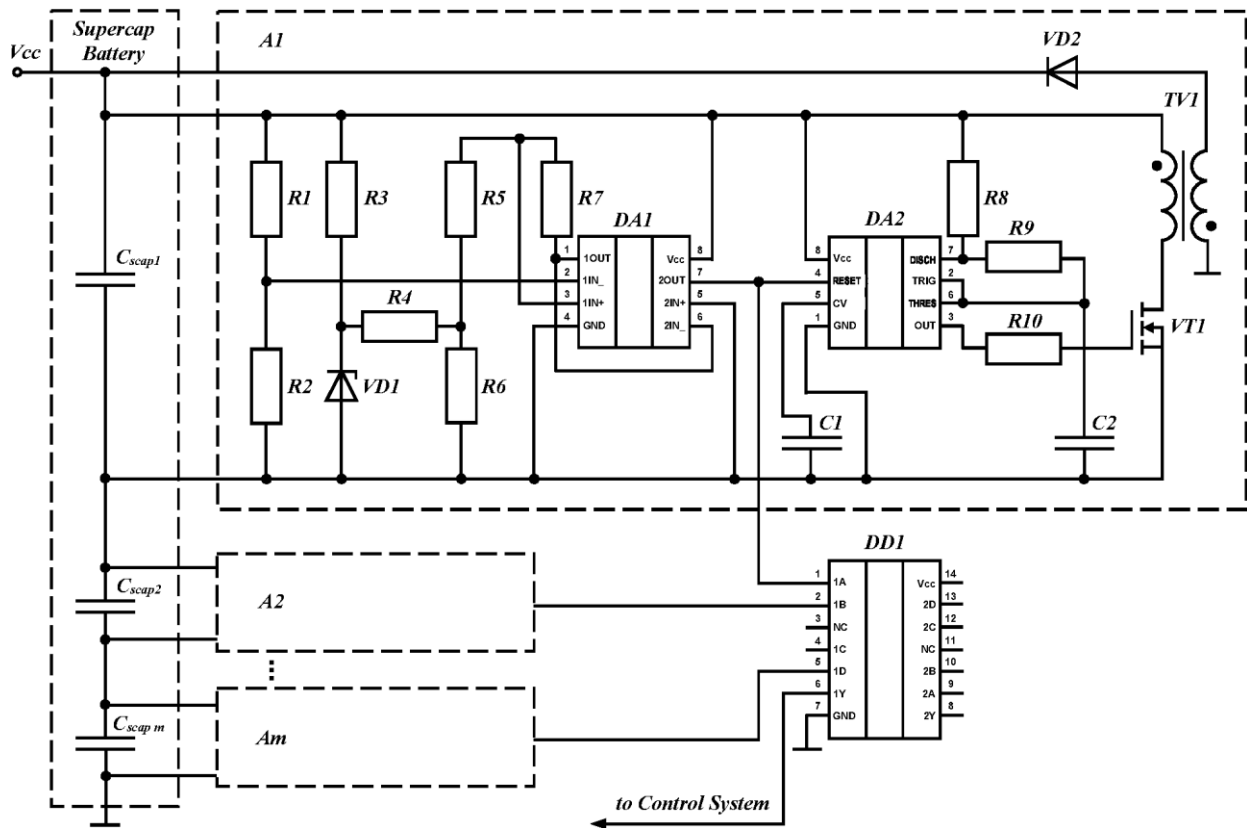 Supercap
Battery
Vcc
A1
VD2
TV1
R1
R3
R5
R7
DA1
DA2
R8
R9
Cscap1
1 1OUT Vcc 8
2 1IN_ 2OUT 7
3 1IN+ 2IN+ 5
4 GND 2IN_ 6
8 Vcc DISCH 7
4 RESET TRIG 2
5 CV THRES 6
1 GND OUT 3
R4
R10
VT1
R2
VD1
R6
C1
C2
DD1
Cscap2
A2
1 1A Vcc 14
2 1B 2D 13
3 NC 2C 12
4 1C NC 11
5 1D 2B 10
6 1Y 2A 9
7 GND 2Y 8
Cscap m
Am
to Control System